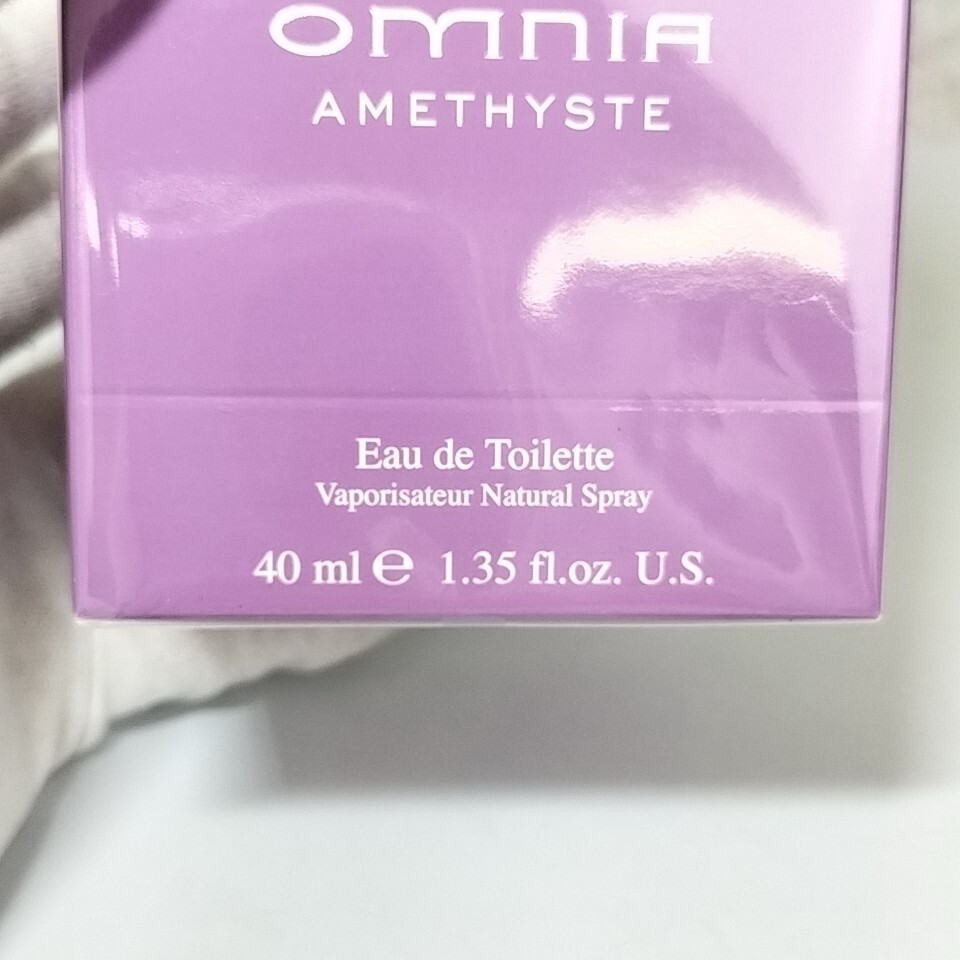 OMNIA
AMETHYSTE
Eau de Toilette
Vaporisateur Natural Spray
40 ml ℮ 1.35 fl.oz. U.S.